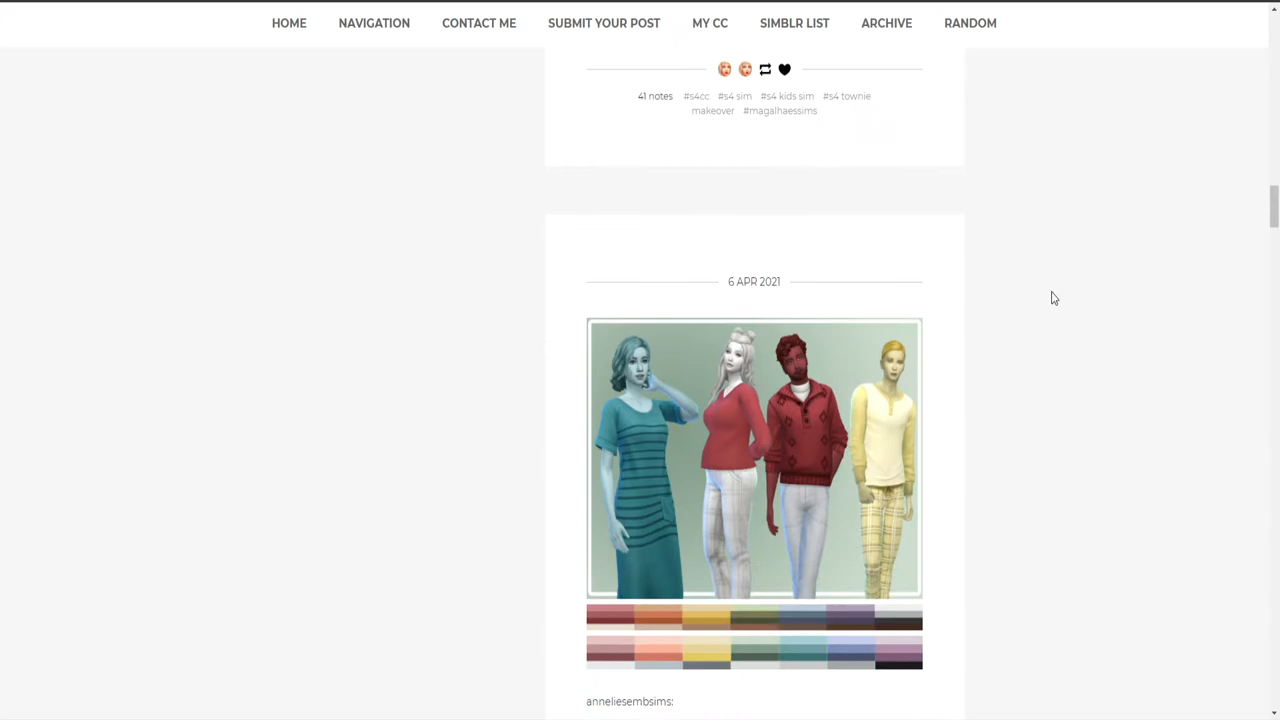 HOME NAVIGATION CONTACT ME SUBMIT YOUR POST MY CC SIMBLR LIST ARCHIVE RANDOM
41 notes #s4cc #s4 sim #s4 kids sim #s4 townie
makeover #magalhaessims
6 APR 2021
anneliesembsims: